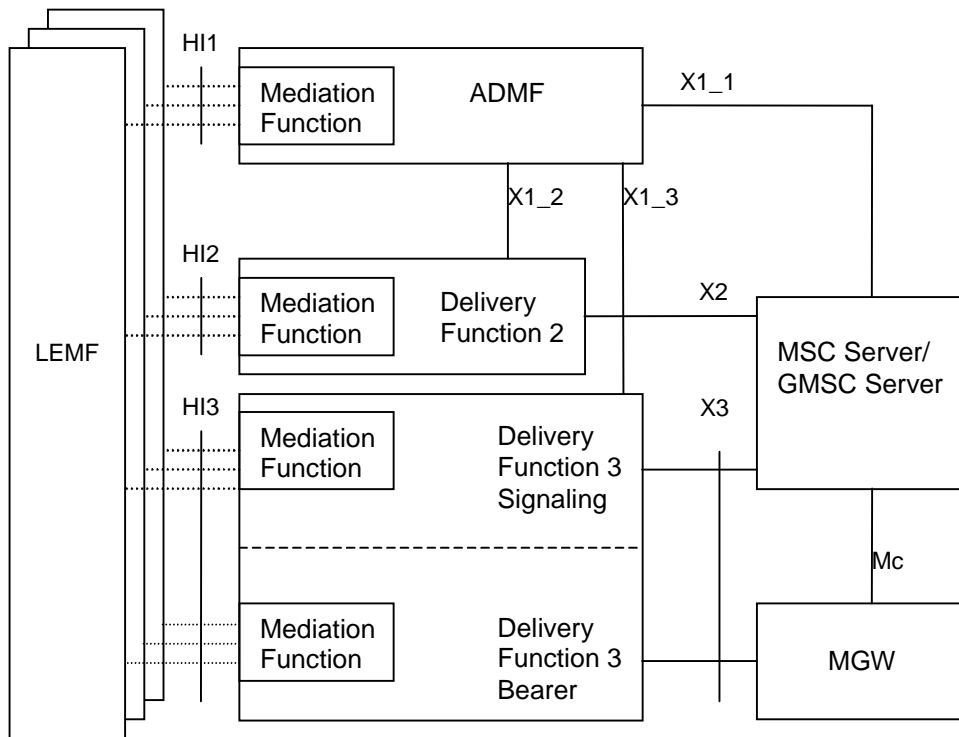 HI1
Mediation
Function
ADMF
X1_1
X1_2
X1_3
HI2
Mediation
Function
Delivery
Function 2
X2
LEMF
MSC Server/
GMSC Server
HI3
Mediation
Function
Delivery
Function 3
Signaling
X3
Mc
Mediation
Function
Delivery
Function 3
Bearer
MGW